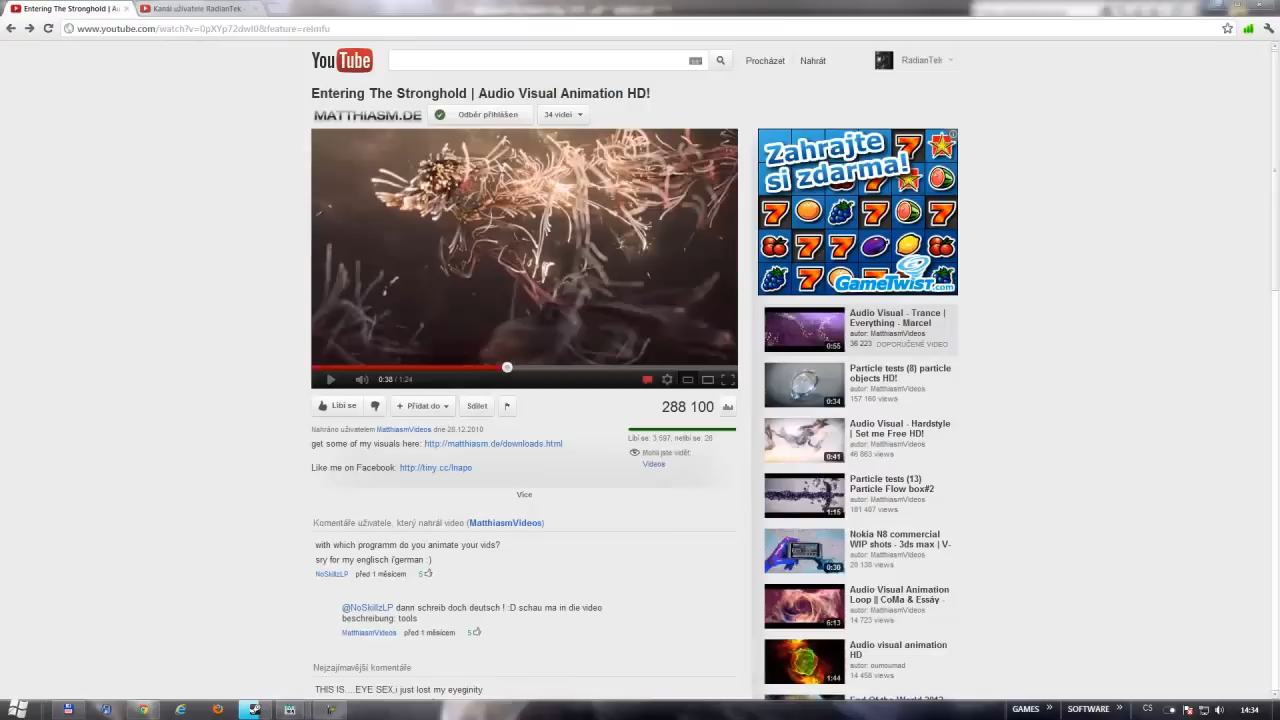 Entering The Stronghold | Au
Kanál uživatele RadianTek -
www.youtube.com/watch?v=0pXYp72dwI08&feature=relmfu
YouTube
Procházet
Nahrát
RadianTek
Entering The Stronghold | Audio Visual Animation HD!
MATTHIASM.DE
Odběr přihlášen
34 videí
Zahrajte
si zdarma!
GameTwist.com
0:38 / 1:24
Líbí se
Přidat do
Sdílet
288 100
Nahráno uživatelem MatthiasmVideos dne 28.12.2010
get some of my visuals here: http://matthiasm.de/downloads.html
Like me on Facebook: http://tiny.cc/lnapo
Líbí se: 3 597, nelíbí se: 26
Mohli jste vidět:
Videos
Více
Komentáře uživatele, který nahrál video (MatthiasmVideos)
with which programm do you animate your vids?
sry for my englisch i'german :)
NoSkillzLP před 1 měsícem 5
@NoSkillzLP dann schreib doch deutsch ! :D schau ma in die video
beschreibung: tools
MatthiasmVideos před 1 měsícem 5
Nejzajímavější komentáře
THIS IS....EYE SEX,i just lost my eyeginity
Audio Visual - Trance |
Everything - Marcel
autor: MatthiasmVideos
36 223 DOPORUČENÉ VIDEO
0:55
Particle tests (8) particle
objects HD!
autor: MatthiasmVideos
157 160 views
0:34
Audio Visual - Hardstyle
| Set me Free HD!
autor: MatthiasmVideos
46 863 views
0:41
Particle tests (13)
Particle Flow box#2
autor: MatthiasmVideos
181 407 views
1:15
Nokia N8 commercial
WIP shots - 3ds max | V-
autor: MatthiasmVideos
28 138 views
0:30
Audio Visual Animation
Loop || CoMa & Essáy -
autor: MatthiasmVideos
14 723 views
6:13
Audio visual animation
HD
autor: oumoumad
14 458 views
1:44
End Of the World 2012
GAMES
SOFTWARE
CS
14:34